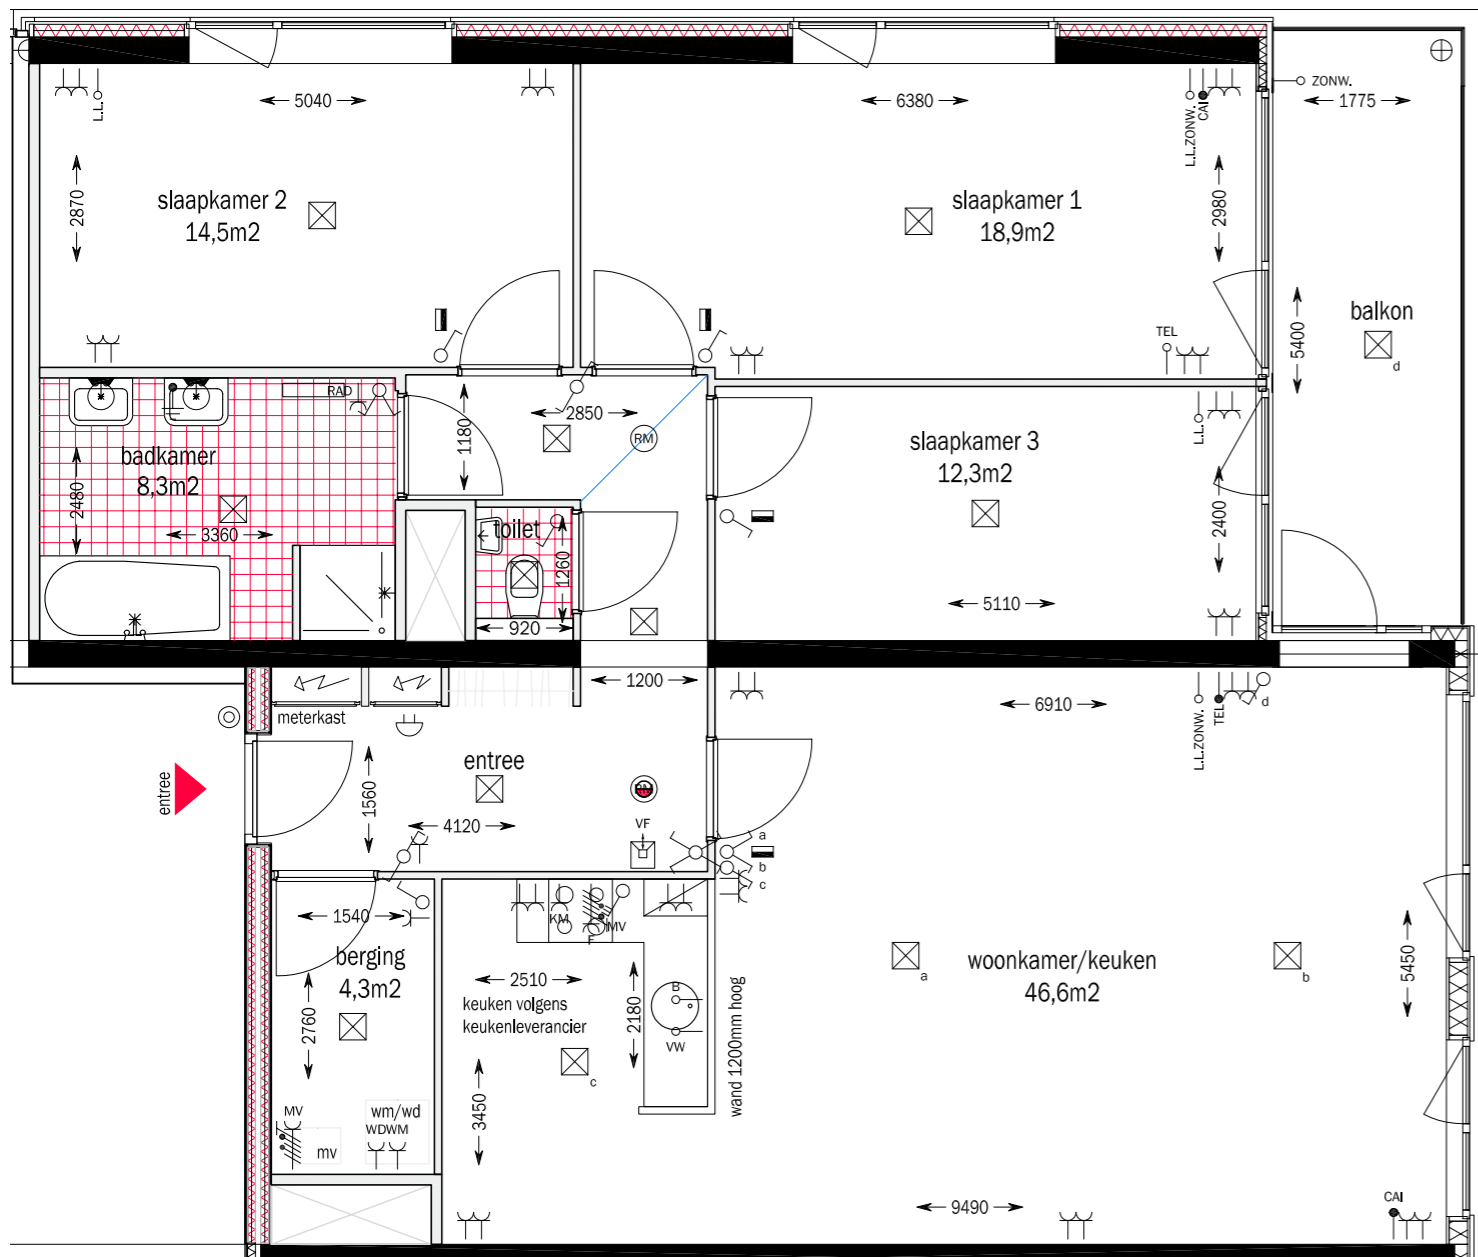 ZONW.
5040
6380
1775
L.L.
L.L.ZONW.
CAI
2870
slaapkamer 2
14,5m2
slaapkamer 1
18,9m2
2980
balkon
d
5400
TEL
RAD
2850
1180
RM
L.L.
badkamer
8,3m2
2480
3360
slaapkamer 3
12,3m2
2400
toilet
1260
920
5110
1200
6910
L.L.ZONW.
TEL
d
meterkast
entree
entree
1560
4120
VF
a
b
c
KM
F
MV
1540
berging
4,3m2
2760
2510
keuken volgens
keukenleverancier
2180
B
VW
c
wand 1200mm hoog
a
woonkamer/keuken
46,6m2
b
5450
3450
MV
mv
wm/wd
WDWM
9490
CAI